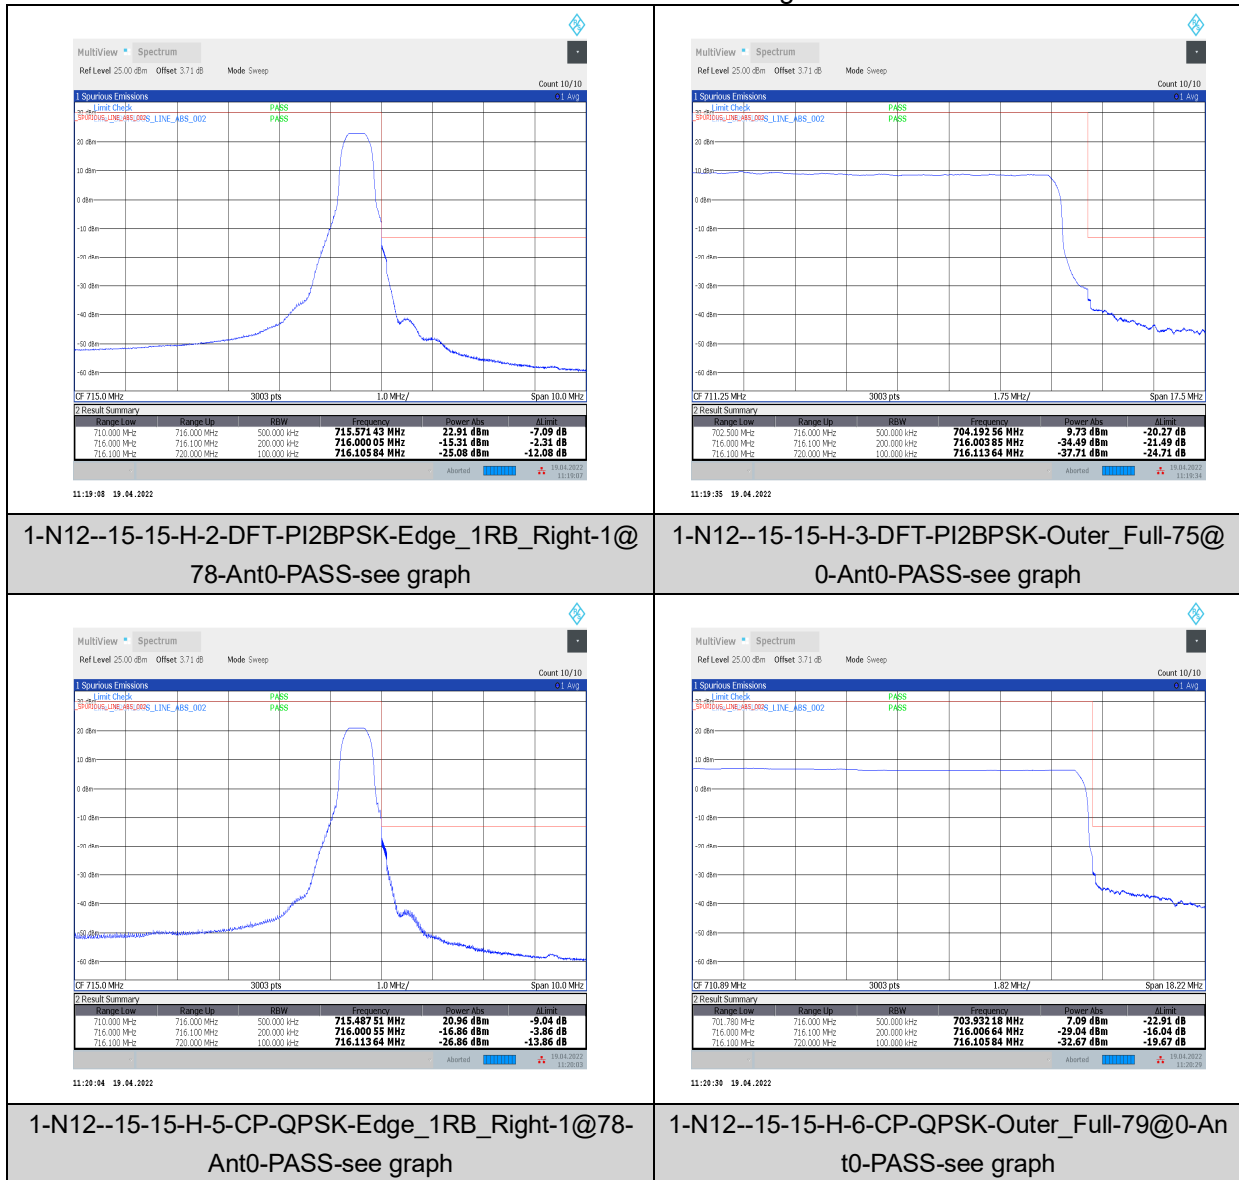 MultiView Spectrum
Ref Level 25.00 dBm Offset 3.71 dB Mode Sweep
Count 10/10
1 Spurious Emissions 1 Avg
Limit Check PASS
_SPURIOUS_LINE_ABS_002 PASS
20 dBm
10 dBm
0 dBm
-10 dBm
-20 dBm
-30 dBm
-40 dBm
-50 dBm
-60 dBm
CF 715.0 MHz 3003 pts 1.0 MHz/ Span 10.0 MHz
2 Result Summary
Range Low Range Up RBW Frequency Power Abs ΔLimit
710.000 MHz 716.000 MHz 500.000 kHz 715.571 43 MHz 22.91 dBm -7.09 dB
716.000 MHz 716.100 MHz 200.000 kHz 716.000 05 MHz -15.31 dBm -2.31 dB
716.100 MHz 720.000 MHz 100.000 kHz 716.105 84 MHz -25.08 dBm -12.08 dB
Aborted 19.04.2022
11:19:07
11:19:08 19.04.2022
1-N12--15-15-H-2-DFT-PI2BPSK-Edge_1RB_Right-1@
78-Ant0-PASS-see graph
MultiView Spectrum
Ref Level 25.00 dBm Offset 3.71 dB Mode Sweep
Count 10/10
1 Spurious Emissions 1 Avg
Limit Check PASS
_SPURIOUS_LINE_ABS_002 PASS
20 dBm
10 dBm
0 dBm
-10 dBm
-20 dBm
-30 dBm
-40 dBm
-50 dBm
-60 dBm
CF 711.25 MHz 3003 pts 1.75 MHz/ Span 17.5 MHz
2 Result Summary
Range Low Range Up RBW Frequency Power Abs ΔLimit
702.500 MHz 716.000 MHz 500.000 kHz 704.192 56 MHz 9.73 dBm -20.27 dB
716.000 MHz 716.100 MHz 200.000 kHz 716.003 85 MHz -34.49 dBm -21.49 dB
716.100 MHz 720.000 MHz 100.000 kHz 716.113 64 MHz -37.71 dBm -24.71 dB
Aborted 19.04.2022
11:19:34
11:19:35 19.04.2022
1-N12--15-15-H-3-DFT-PI2BPSK-Outer_Full-75@
0-Ant0-PASS-see graph
MultiView Spectrum
Ref Level 25.00 dBm Offset 3.71 dB Mode Sweep
Count 10/10
1 Spurious Emissions 1 Avg
Limit Check PASS
_SPURIOUS_LINE_ABS_002 PASS
20 dBm
10 dBm
0 dBm
-10 dBm
-20 dBm
-30 dBm
-40 dBm
-50 dBm
-60 dBm
CF 715.0 MHz 3003 pts 1.0 MHz/ Span 10.0 MHz
2 Result Summary
Range Low Range Up RBW Frequency Power Abs ΔLimit
710.000 MHz 716.000 MHz 500.000 kHz 715.487 51 MHz 20.96 dBm -9.04 dB
716.000 MHz 716.100 MHz 200.000 kHz 716.000 55 MHz -16.86 dBm -3.86 dB
716.100 MHz 720.000 MHz 100.000 kHz 716.113 64 MHz -26.86 dBm -13.86 dB
Aborted 19.04.2022
11:20:03
11:20:04 19.04.2022
1-N12--15-15-H-5-CP-QPSK-Edge_1RB_Right-1@78-
Ant0-PASS-see graph
MultiView Spectrum
Ref Level 25.00 dBm Offset 3.71 dB Mode Sweep
Count 10/10
1 Spurious Emissions 1 Avg
Limit Check PASS
_SPURIOUS_LINE_ABS_002 PASS
20 dBm
10 dBm
0 dBm
-10 dBm
-20 dBm
-30 dBm
-40 dBm
-50 dBm
-60 dBm
CF 710.89 MHz 3003 pts 1.82 MHz/ Span 18.22 MHz
2 Result Summary
Range Low Range Up RBW Frequency Power Abs ΔLimit
701.780 MHz 716.000 MHz 500.000 kHz 703.932 18 MHz 7.09 dBm -22.91 dB
716.000 MHz 716.100 MHz 200.000 kHz 716.006 64 MHz -29.04 dBm -16.04 dB
716.100 MHz 720.000 MHz 100.000 kHz 716.105 84 MHz -32.67 dBm -19.67 dB
Aborted 19.04.2022
11:20:29
11:20:30 19.04.2022
1-N12--15-15-H-6-CP-QPSK-Outer_Full-79@0-An
t0-PASS-see graph